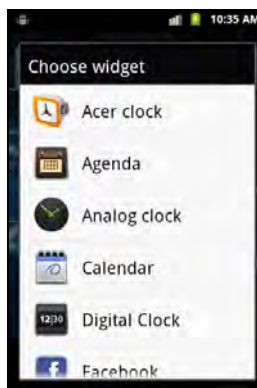 10:35 AM
Choose widget
Acer clock
Agenda
Analog clock
Calendar
12|30
Digital Clock
Facebook